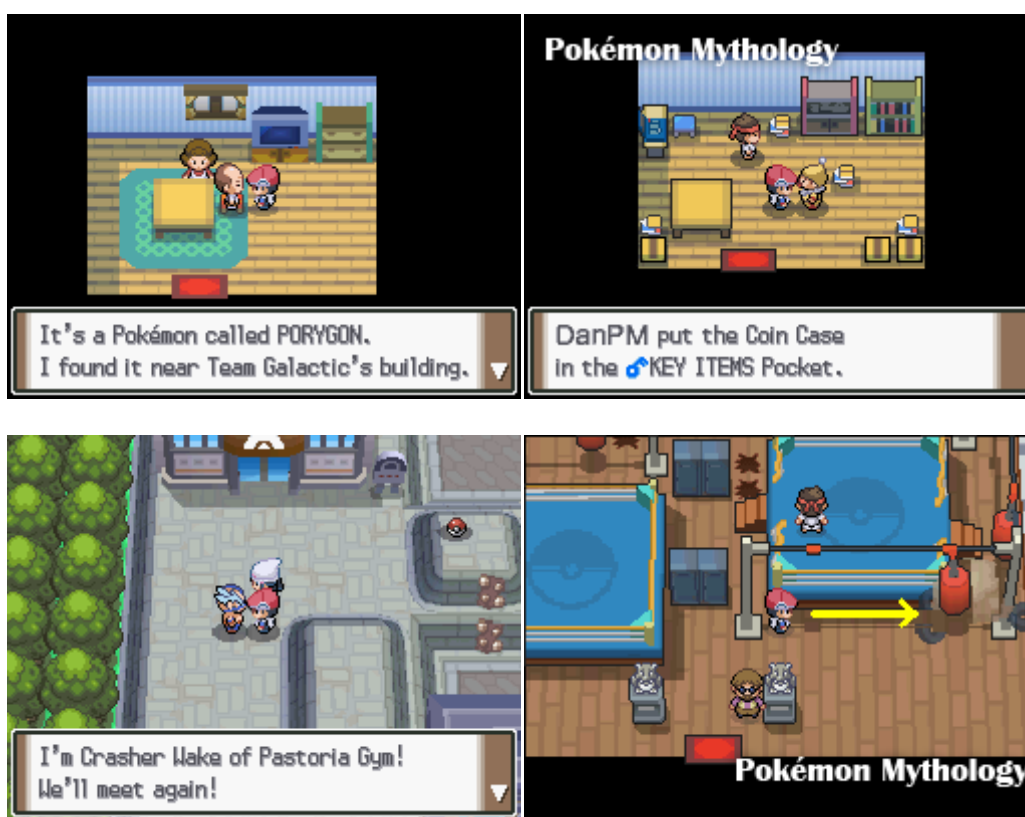 It's a Pokémon called PORYGON.
I found it near Team Galactic's building.
Pokémon Mythology
DanPM put the Coin Case
in the KEY ITEMS Pocket.
I'm Crasher Wake of Pastoria Gym!
We'll meet again!
Pokémon Mythology